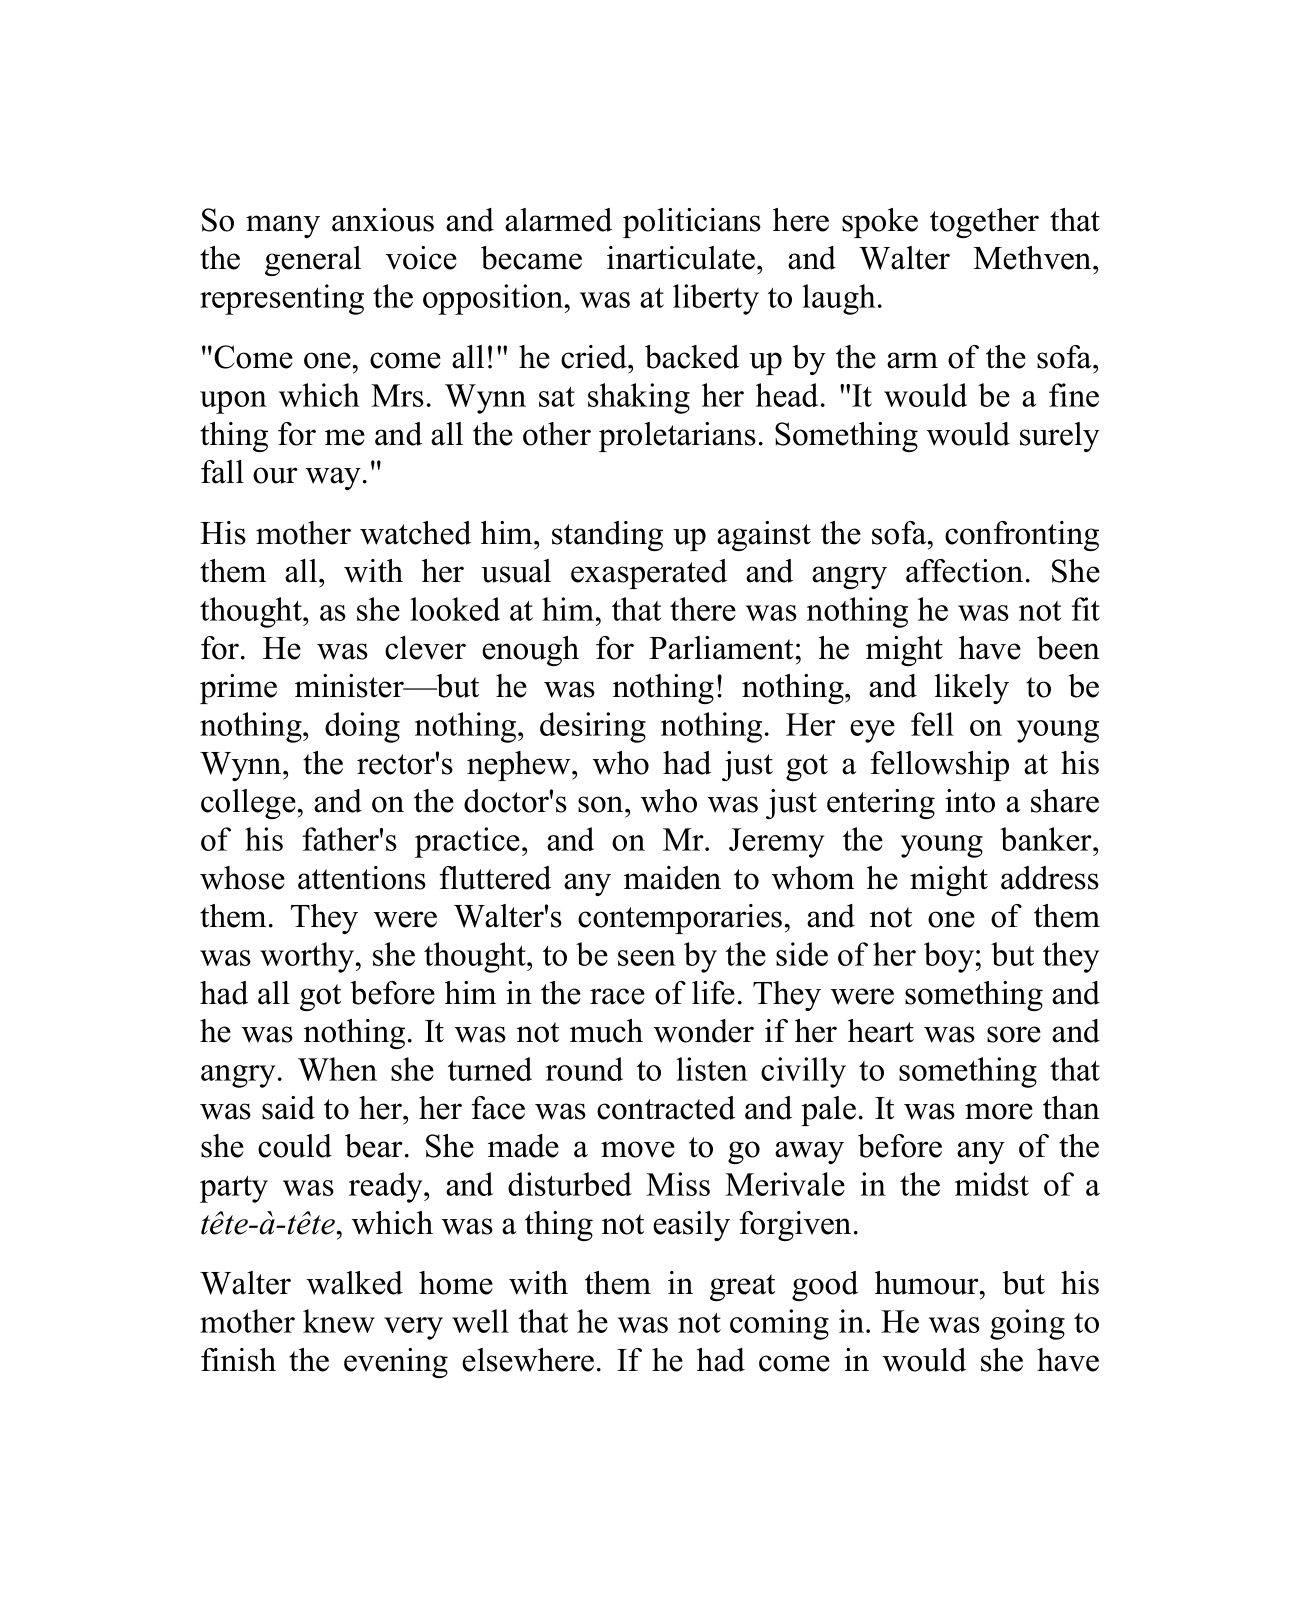 So many anxious and alarmed politicians here spoke together that
the general voice became inarticulate, and Walter Methven,
representing the opposition, was at liberty to laugh.
"Come one, come all!" he cried, backed up by the arm of the sofa,
upon which Mrs. Wynn sat shaking her head. "It would be a fine
thing for me and all the other proletarians. Something would surely
fall our way."
His mother watched him, standing up against the sofa, confronting
them all, with her usual exasperated and angry affection. She
thought, as she looked at him, that there was nothing he was not fit
for. He was clever enough for Parliament; he might have been
prime minister—but he was nothing! nothing, and likely to be
nothing, doing nothing, desiring nothing. Her eye fell on young
Wynn, the rector's nephew, who had just got a fellowship at his
college, and on the doctor's son, who was just entering into a share
of his father's practice, and on Mr. Jeremy the young banker,
whose attentions fluttered any maiden to whom he might address
them. They were Walter's contemporaries, and not one of them
was worthy, she thought, to be seen by the side of her boy; but they
had all got before him in the race of life. They were something and
he was nothing. It was not much wonder if her heart was sore and
angry. When she turned round to listen civilly to something that
was said to her, her face was contracted and pale. It was more than
she could bear. She made a move to go away before any of the
party was ready, and disturbed Miss Merivale in the midst of a
tête-à-tête, which was a thing not easily forgiven.
Walter walked home with them in great good humour, but his
mother knew very well that he was not coming in. He was going to
finish the evening elsewhere. If he had come in would she have